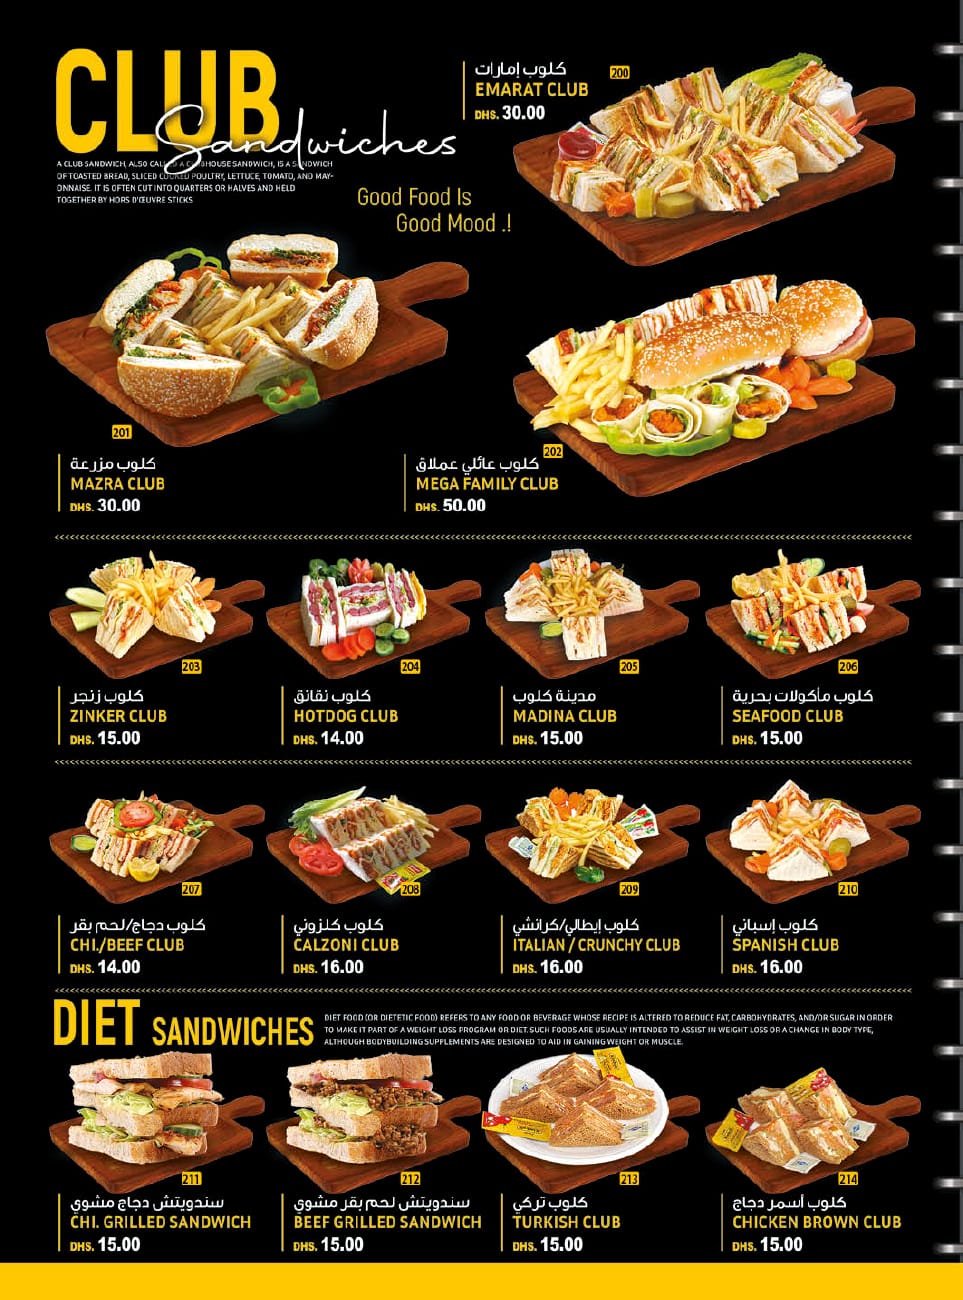 CLUB
Sandwiches
A CLUB SANDWICH, ALSO CALLED A CLUBHOUSE SANDWICH, IS A SANDWICH
OF TOASTED BREAD, SLICED COOKED POULTRY, LETTUCE, TOMATO, AND MAY-
ONNAISE. IT IS OFTEN CUT INTO QUARTERS OR HALVES AND HELD
TOGETHER BY HORS D'ŒUVRE STICKS
Good Food Is
Good Mood .!
كلوب إمارات
200
EMARAT CLUB
DHS. 30.00
201
كلوب مزرعة
MAZRA CLUB
DHS. 30.00
202
كلوب عائلي عملاق
MEGA FAMILY CLUB
DHS. 50.00
203
كلوب زنجر
ZINKER CLUB
DHS. 15.00
204
كلوب نقانق
HOTDOG CLUB
DHS. 14.00
205
مدينة كلوب
MADINA CLUB
DHS. 15.00
206
كلوب مأكولات بحرية
SEAFOOD CLUB
DHS. 15.00
207
كلوب دجاج/لحم بقر
CHI./BEEF CLUB
DHS. 14.00
208
كلوب كلزوني
CALZONI CLUB
DHS. 16.00
209
كلوب إيطالي/كرانشي
ITALIAN / CRUNCHY CLUB
DHS. 16.00
210
كلوب إسباني
SPANISH CLUB
DHS. 16.00
DIET SANDWICHES
DIET FOOD (OR DIETETIC FOOD) REFERS TO ANY FOOD OR BEVERAGE WHOSE RECIPE IS ALTERED TO REDUCE FAT, CARBOHYDRATES, AND/OR SUGAR IN ORDER
TO MAKE IT PART OF A WEIGHT LOSS PROGRAM OR DIET. SUCH FOODS ARE USUALLY INTENDED TO ASSIST IN WEIGHT LOSS OR A CHANGE IN BODY TYPE,
ALTHOUGH BODYBUILDING SUPPLEMENTS ARE DESIGNED TO AID IN GAINING WEIGHT OR MUSCLE.
211
سندويتش دجاج مشوي
CHI. GRILLED SANDWICH
DHS. 15.00
212
سندويتش لحم بقر مشوي
BEEF GRILLED SANDWICH
DHS. 15.00
213
كلوب تركي
TURKISH CLUB
DHS. 15.00
214
كلوب أسمر دجاج
CHICKEN BROWN CLUB
DHS. 15.00